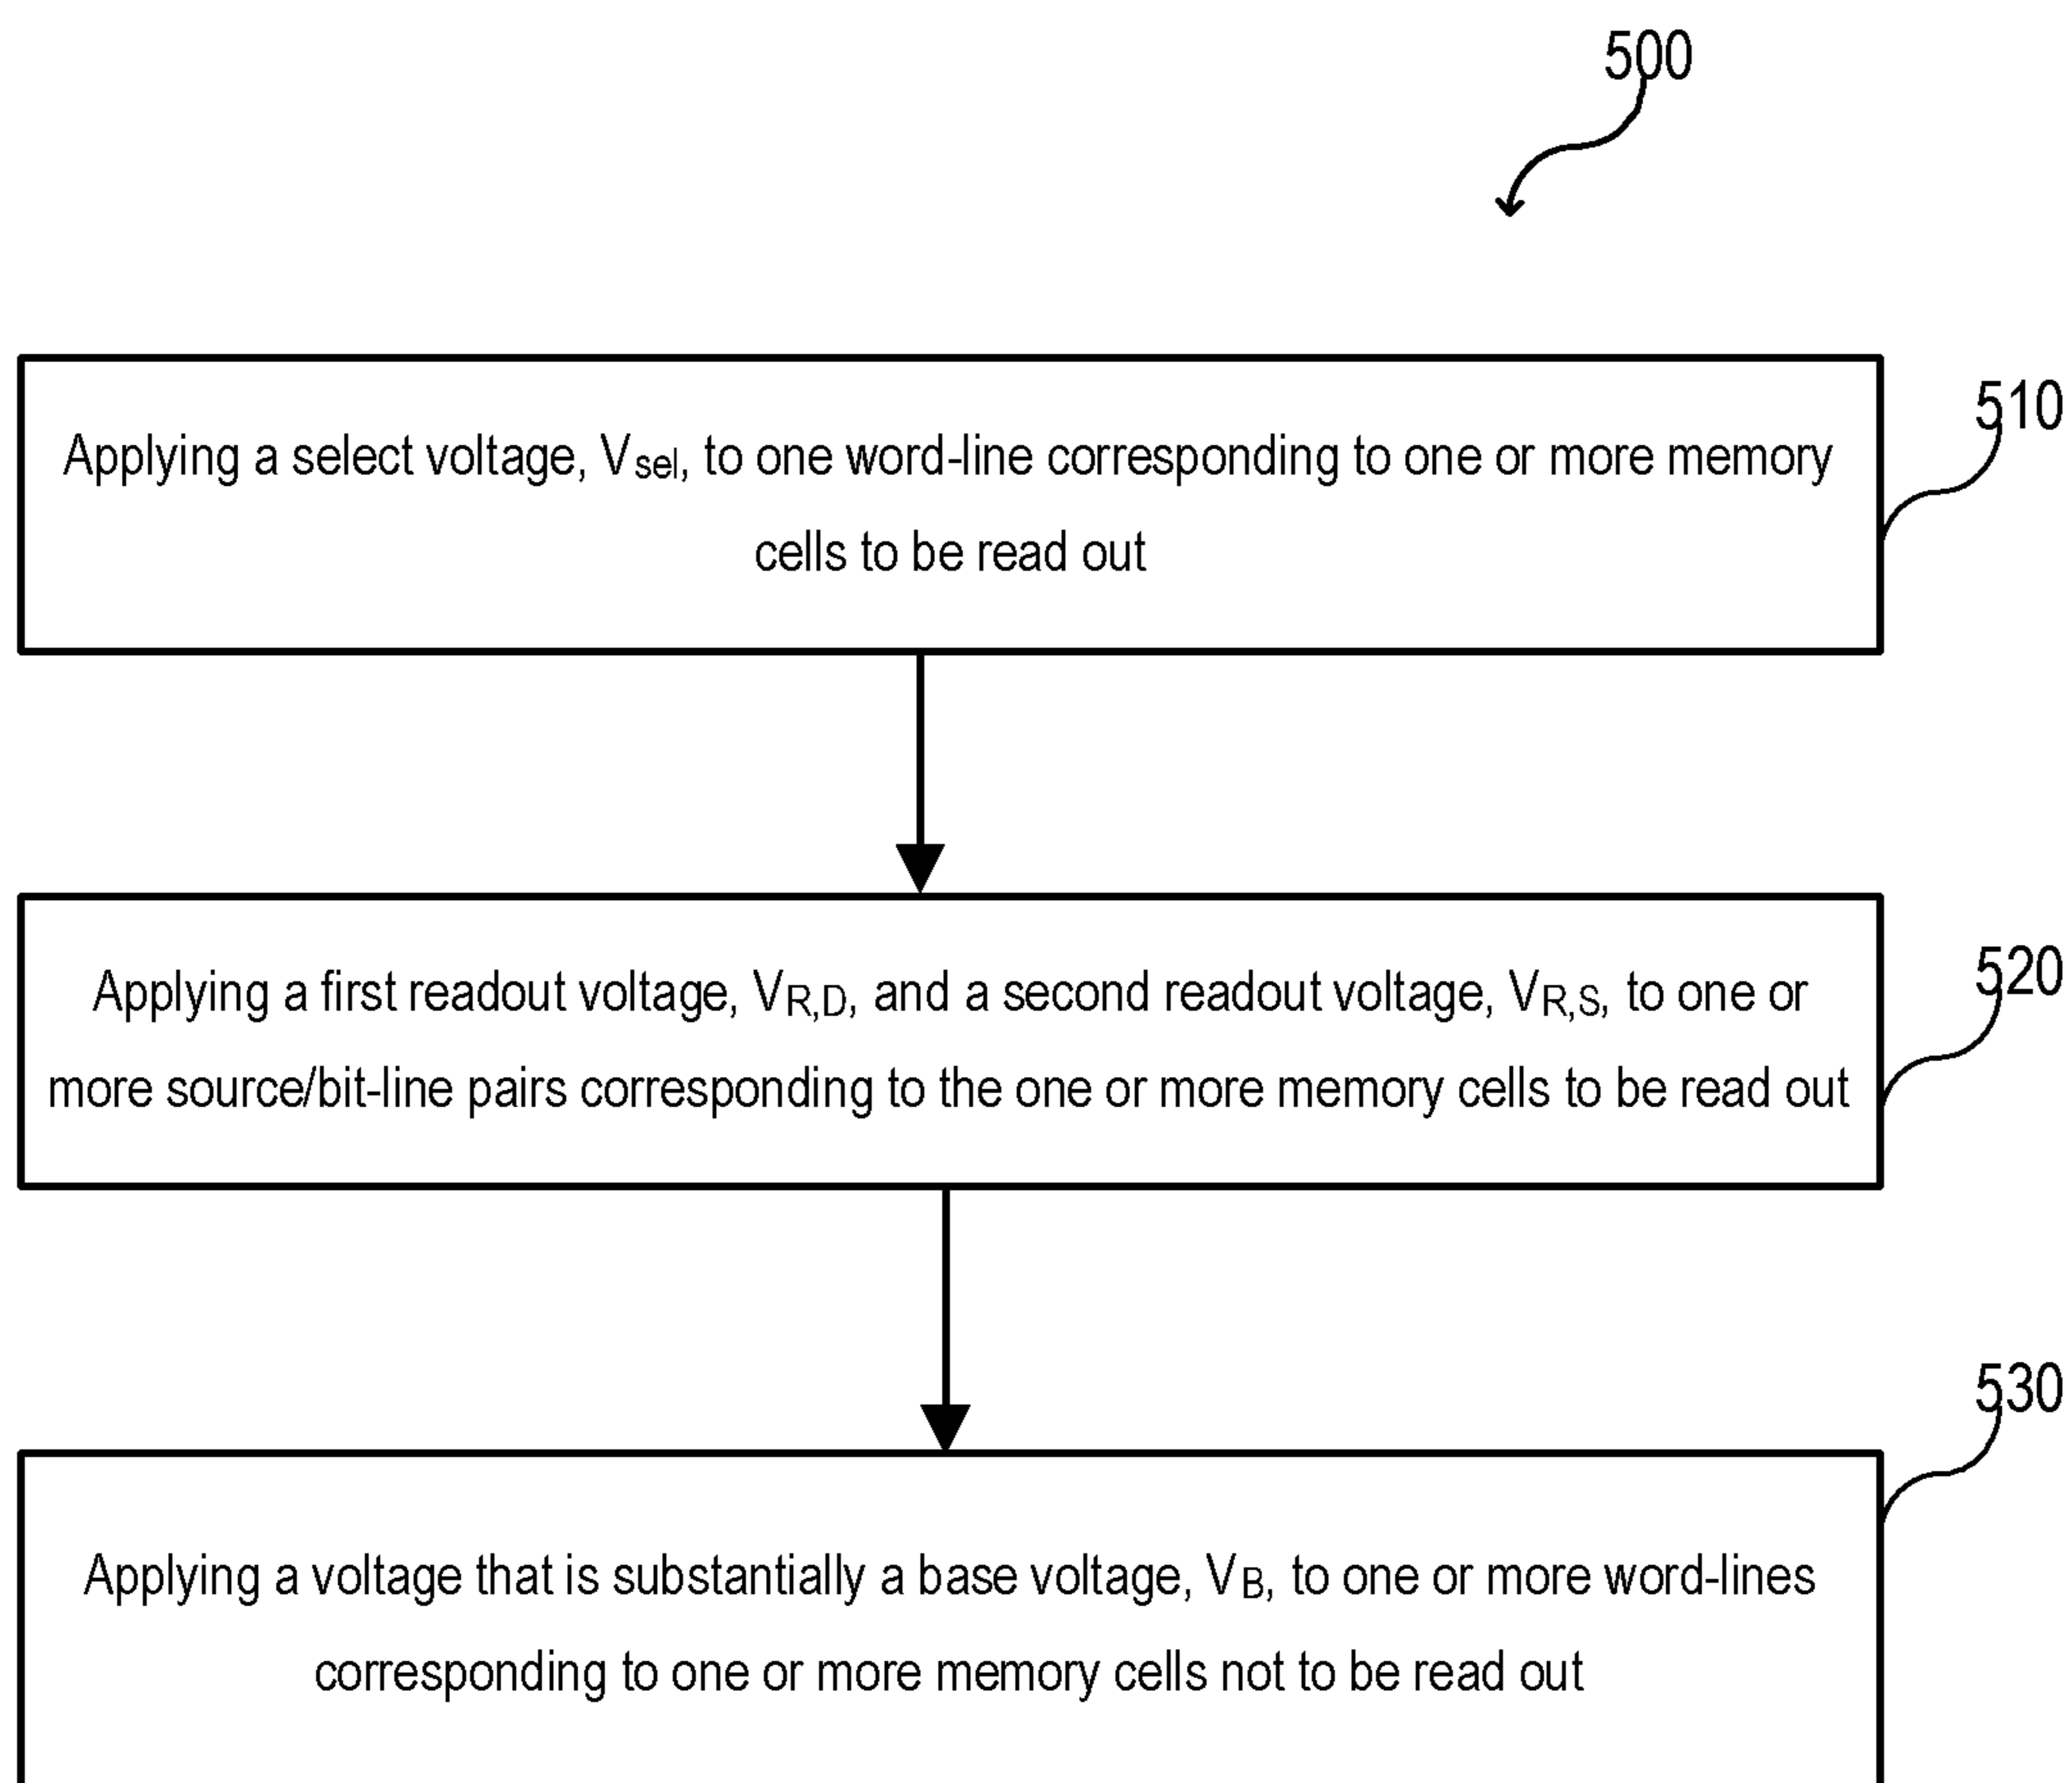 500
510
Applying a select voltage, Vsel, to one word-line corresponding to one or more memory
cells to be read out
520
Applying a first readout voltage, VR,D, and a second readout voltage, VR,S, to one or
more source/bit-line pairs corresponding to the one or more memory cells to be read out
530
Applying a voltage that is substantially a base voltage, VB, to one or more word-lines
corresponding to one or more memory cells not to be read out